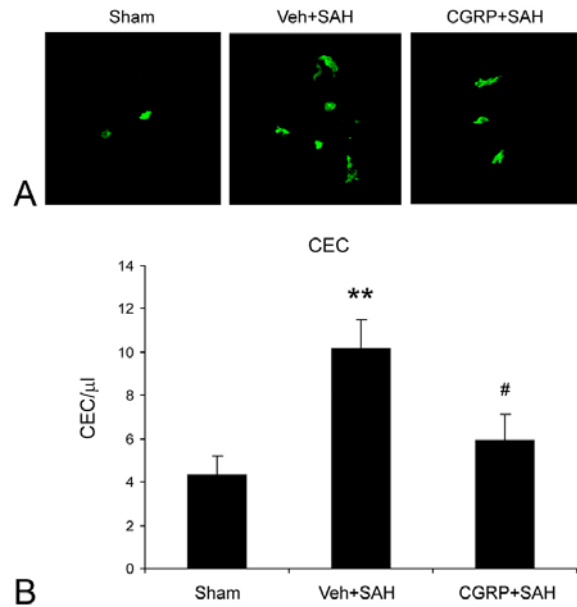 Sham Veh+SAH CGRP+SAH
A
CEC
14
12
10
8
6
4
2
0
CEC/µl
**
#
Sham Veh+SAH CGRP+SAH
B